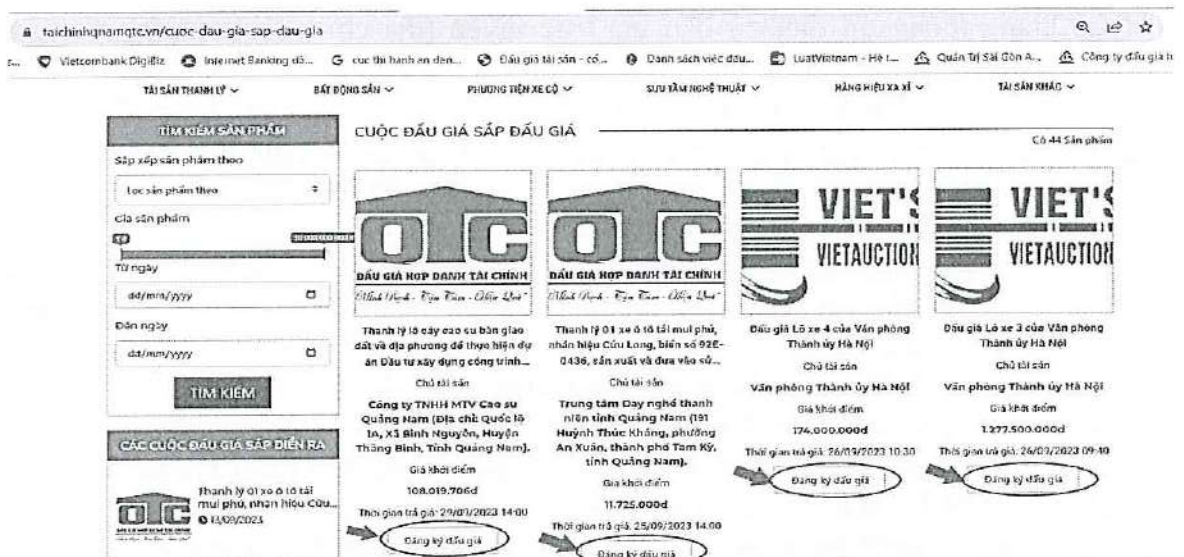 taichinhqnamqtc.vn/cuoc-dau-gia-sap-dau-gia
Vietcombank DigiBiz
Internet Banking dà...
cuc thi hanh an den...
Đấu giá tài sản - cổ...
Danh sách việc đấu...
LuatVietnam - Hệ t...
Quản Trị Sài Gòn A...
Công ty đấu giá h
TÀI SẢN THANH LÝ
BẤT ĐỘNG SẢN
PHƯƠNG TIỆN XE CỘ
SƯU TẦM NGHỆ THUẬT
HÀNG HIỆU XA XỈ
TÀI SẢN KHÁC
TÌM KIẾM SẢN PHẨM
Sắp xếp sản phẩm theo
Lọc sản phẩm theo
Giá sản phẩm
Từ ngày
dd/mm/yyyy
Đến ngày
dd/mm/yyyy
TÌM KIẾM
CÁC CUỘC ĐẤU GIÁ SẮP DIỄN RA
Thanh lý 01 xe ô tô tải
mui phủ, nhãn hiệu Cửu...
13/09/2023
CUỘC ĐẤU GIÁ SẮP ĐẤU GIÁ
Có 44 Sản phẩm
QTC
ĐẤU GIÁ HỢP DANH TÀI CHÍNH
Thanh lý lô cây cao su bàn giao
đất về địa phương để thực hiện dự
án Đầu tư xây dựng công trình...
Chủ tài sản
Công ty TNHH MTV Cao su
Quảng Nam (Địa chỉ: Quốc lộ
1A, Xã Bình Nguyên, Huyện
Thăng Bình, Tỉnh Quảng Nam).
Giá khởi điểm
108.019.706đ
Thời gian trả giá: 29/09/2023 14:00
Đăng ký đấu giá
QTC
ĐẤU GIÁ HỢP DANH TÀI CHÍNH
Thanh lý 01 xe ô tô tải mui phủ,
nhãn hiệu Cửu Long, biển số 92E-
0436, sản xuất và đưa vào sử...
Chủ tài sản
Trung tâm Dạy nghề thanh
niên tỉnh Quảng Nam (191
Huỳnh Thúc Kháng, phường
An Xuân, thành phố Tam Kỳ,
tỉnh Quảng Nam).
Giá khởi điểm
11.725.000đ
Thời gian trả giá: 25/09/2023 14:00
Đăng ký đấu giá
VIET'S
VIETAUCTION
Đấu giá Lô xe 4 của Văn phòng
Thành ủy Hà Nội
Chủ tài sản
Văn phòng Thành ủy Hà Nội
Giá khởi điểm
174.000.000đ
Thời gian trả giá: 26/09/2023 10:30
Đăng ký đấu giá
VIET'S
VIETAUCTION
Đấu giá Lô xe 3 của Văn phòng
Thành ủy Hà Nội
Chủ tài sản
Văn phòng Thành ủy Hà Nội
Giá khởi điểm
1.277.500.000đ
Thời gian trả giá: 26/09/2023 09:40
Đăng ký đấu giá